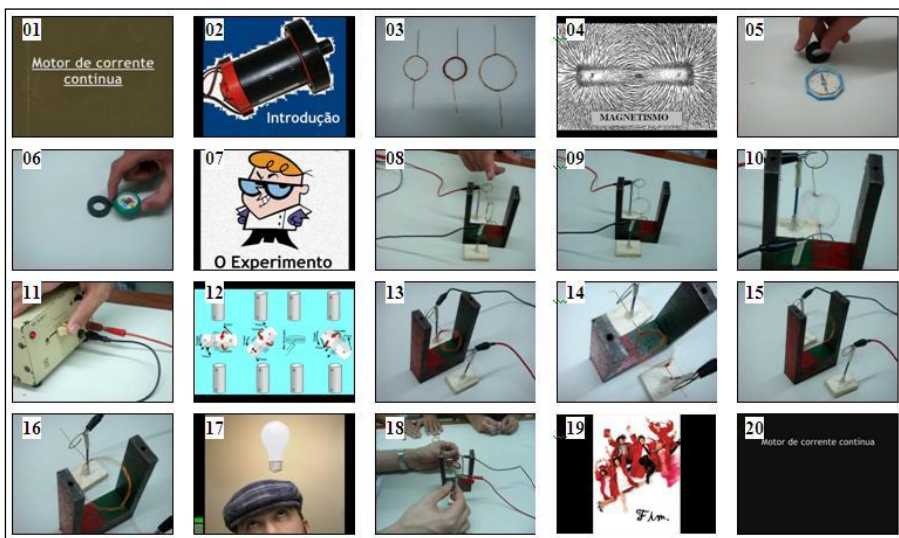 01
Motor de corrente
contínua
02
Introdução
03
04
MAGNETISMO
05
06
07
O Experimento
08
09
10
11
12
13
14
15
16
17
18
19
Fim.
20
Motor de corrente contínua